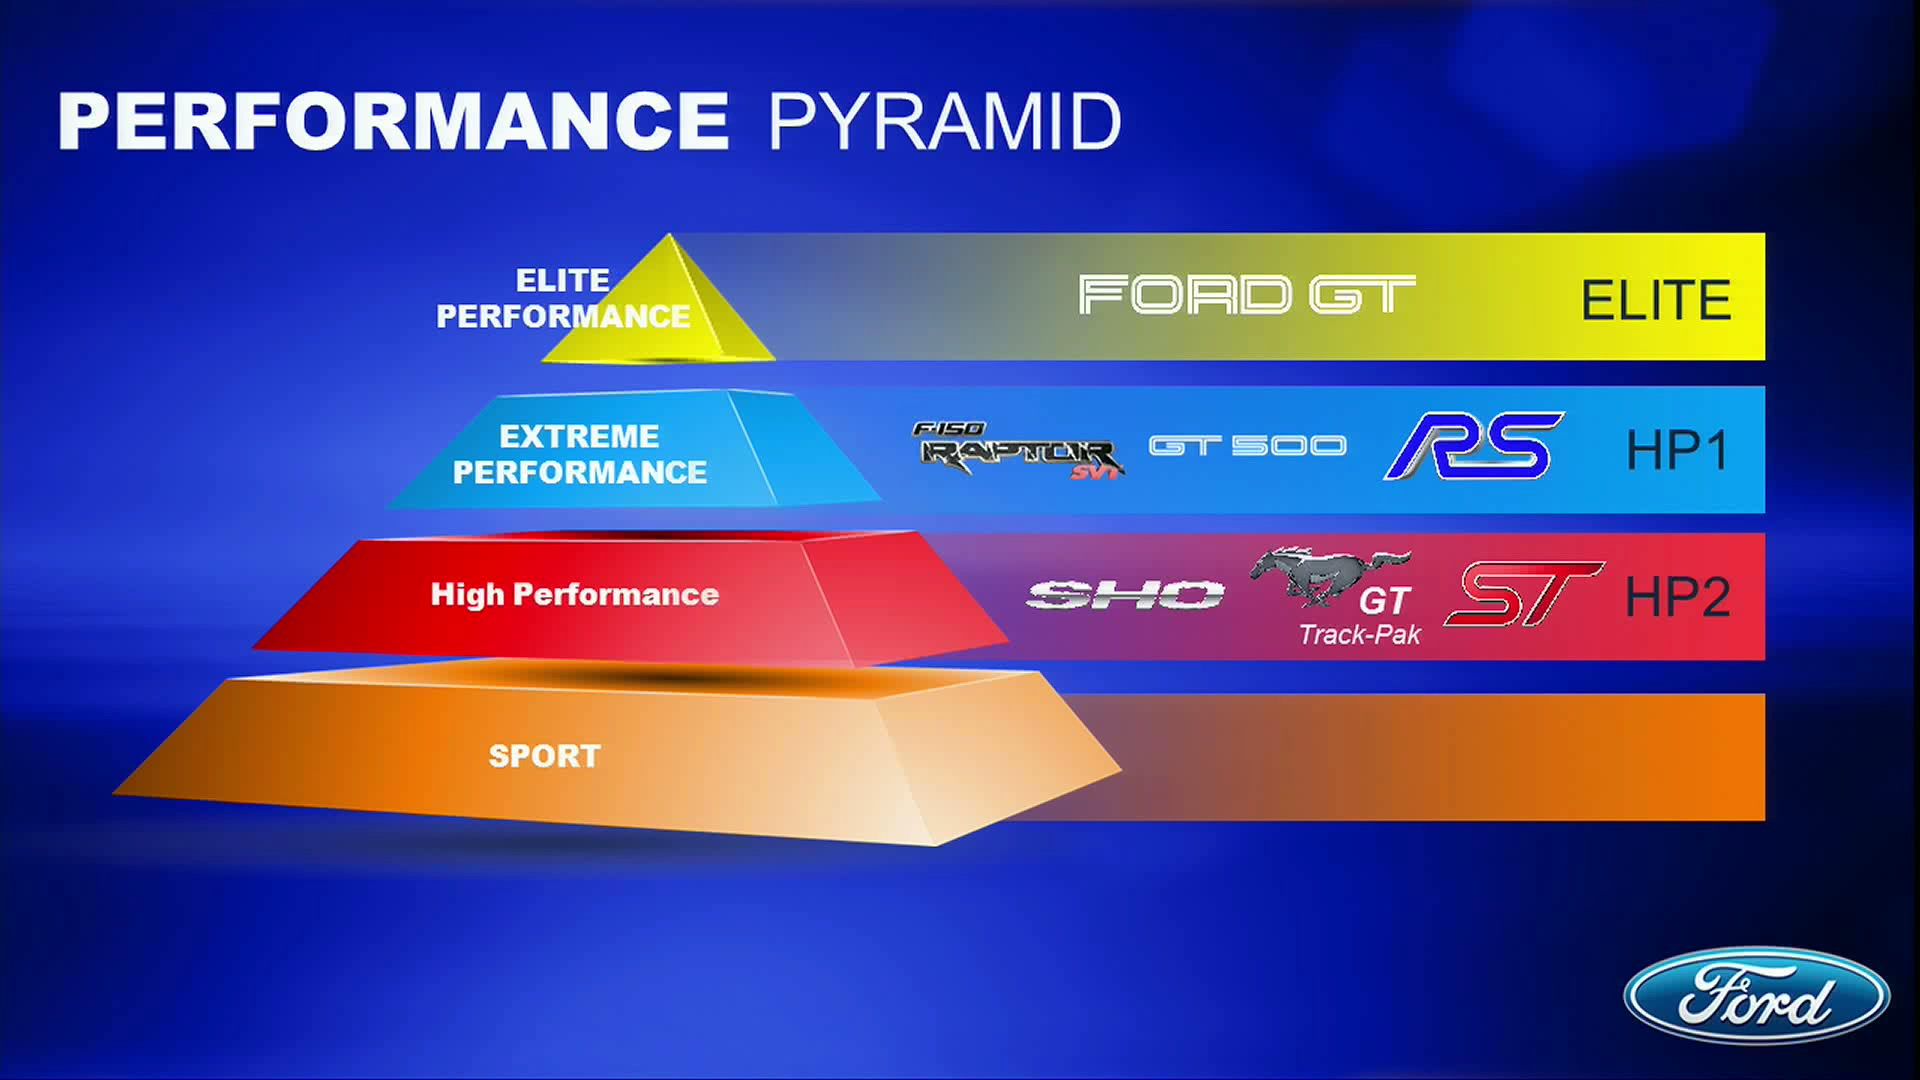 PERFORMANCE PYRAMID
ELITE
PERFORMANCE
FORD GT
ELITE
EXTREME
PERFORMANCE
F-150
RAPTOR
SVT
GT 500
RS
HP1
High Performance
SHO
GT
Track-Pak
ST
HP2
SPORT
Ford